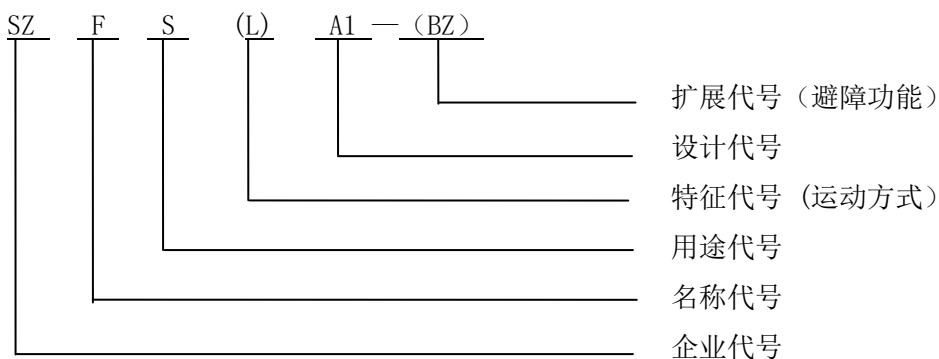 SZ F S (L) A1 —（BZ）
扩展代号（避障功能）
设计代号
特征代号 (运动方式）
用途代号
名称代号
企业代号